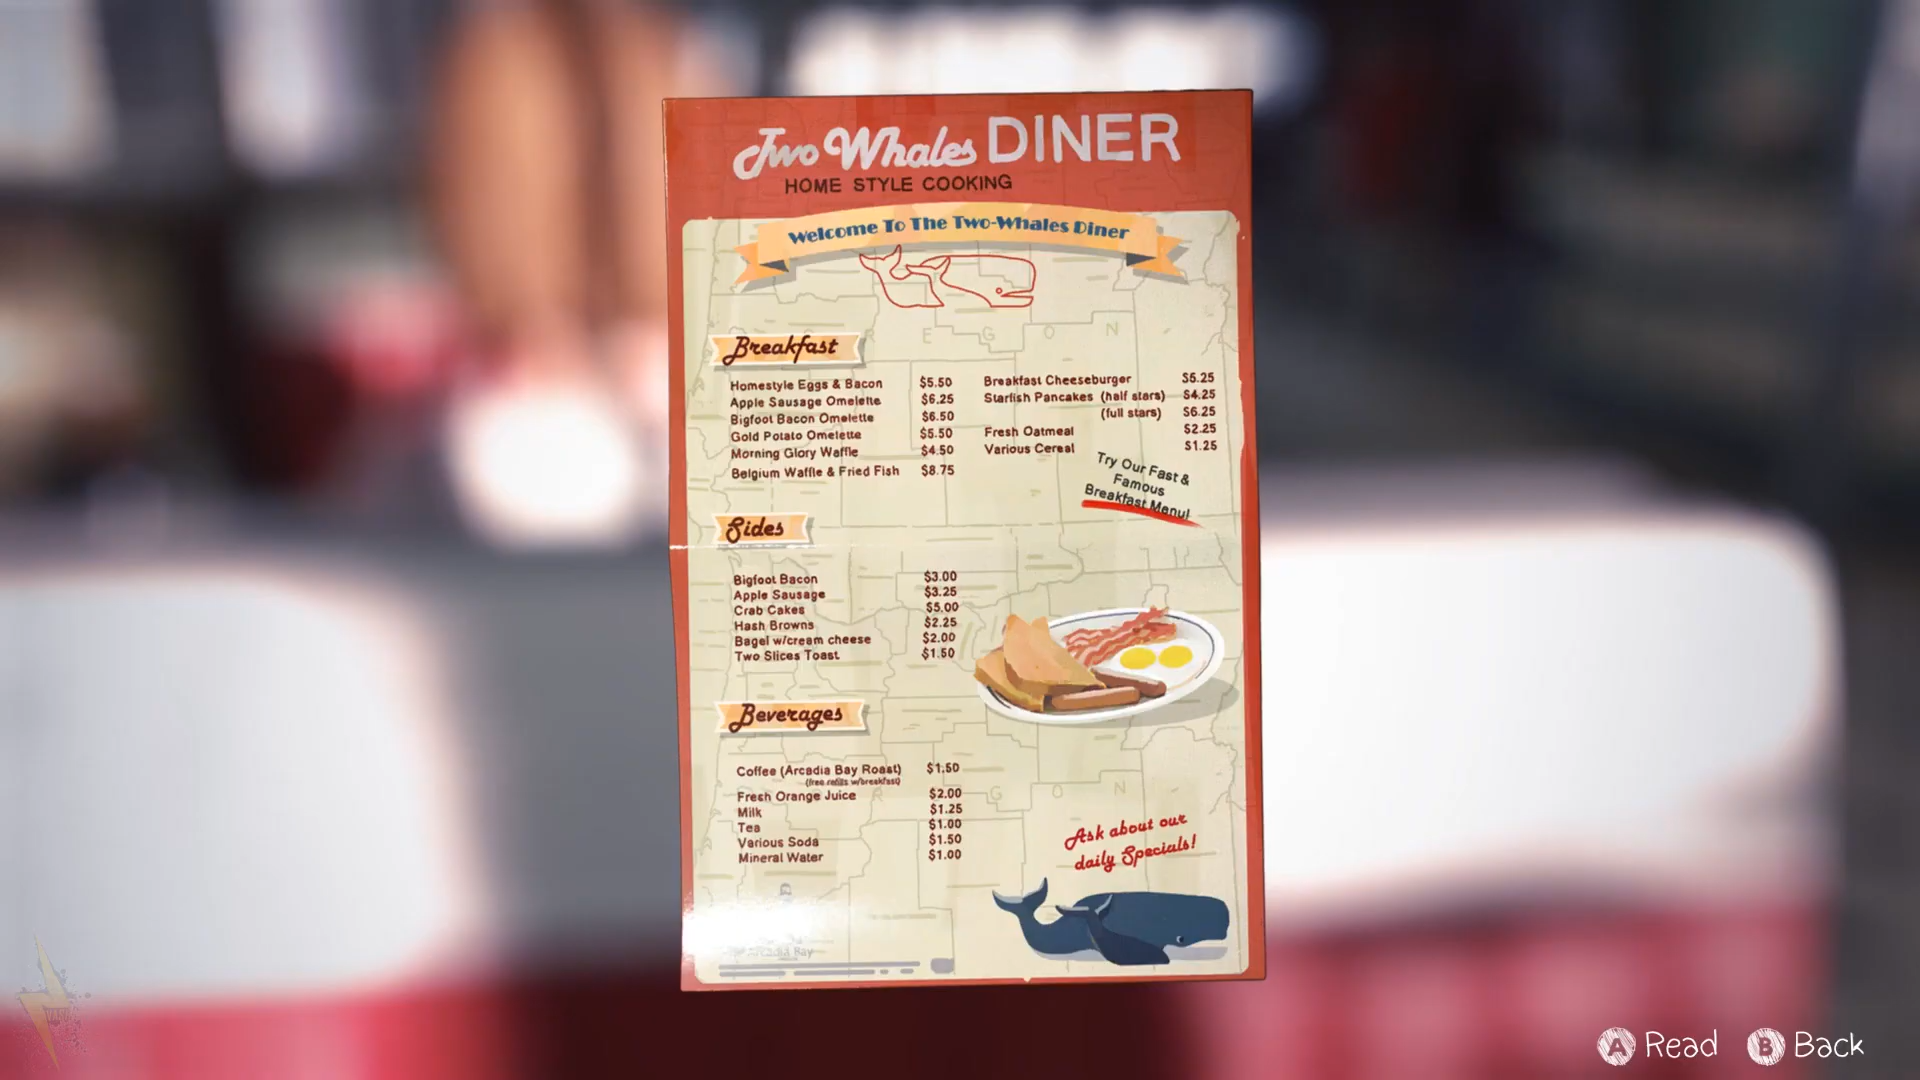 Two Whales DINER
HOME STYLE COOKING
Welcome To The Two-Whales Diner
O R E G O N
Breakfast
Homestyle Eggs & Bacon $5.50
Apple Sausage Omelette $6.25
Bigfoot Bacon Omelette $6.50
Gold Potato Omelette $5.50
Morning Glory Waffle $4.50
Belgium Waffle & Fried Fish $8.75
Breakfast Cheeseburger $5.25
Starfish Pancakes (half stars) $4.25
(full stars) $6.25
Fresh Oatmeal $2.25
Various Cereal $1.25
Try Our Fast &
Famous
Breakfast Menu!
Sides
Bigfoot Bacon $3.00
Apple Sausage $3.25
Crab Cakes $5.00
Hash Browns $2.25
Bagel w/cream cheese $2.00
Two Slices Toast $1.50
Beverages
Coffee (Arcadia Bay Roast) $1.50
(free refills w/breakfast)
Fresh Orange Juice $2.00
Milk $1.25
Tea $1.00
Various Soda $1.50
Mineral Water $1.00
G O N
Ask about our
daily Specials!
Arcadia Bay
A Read B Back